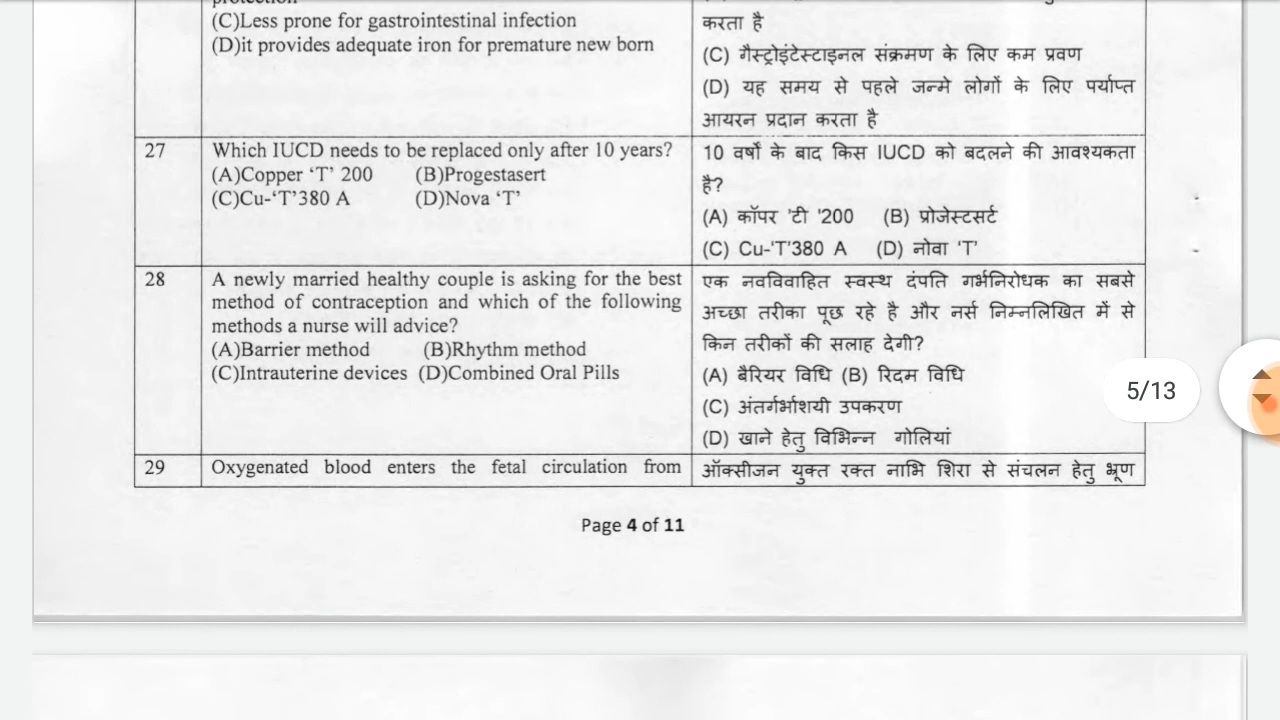 (C)Less prone for gastrointestinal infection
(D)it provides adequate iron for premature new born
करता है
(C) गैस्ट्रोइंटेस्टाइनल संक्रमण के लिए कम प्रवण
(D) यह समय से पहले जन्मे लोगों के लिए पर्याप्त
आयरन प्रदान करता है
27
Which IUCD needs to be replaced only after 10 years?
(A)Copper ‘T’ 200 (B)Progestasert
(C)Cu-‘T’380 A (D)Nova ‘T’
10 वर्षों के बाद किस IUCD को बदलने की आवश्यकता
है?
(A) कॉपर 'टी '200 (B) प्रोजेस्टसर्ट
(C) Cu-'T'380 A (D) नोवा 'T'
28
A newly married healthy couple is asking for the best
method of contraception and which of the following
methods a nurse will advice?
(A)Barrier method (B)Rhythm method
(C)Intrauterine devices (D)Combined Oral Pills
एक नवविवाहित स्वस्थ दंपति गर्भनिरोधक का सबसे
अच्छा तरीका पूछ रहे है और नर्स निम्नलिखित में से
किन तरीकों की सलाह देगी?
(A) बैरियर विधि (B) रिदम विधि
(C) अंतर्गर्भाशयी उपकरण
(D) खाने हेतु विभिन्न गोलियां
29
Oxygenated blood enters the fetal circulation from
ऑक्सीजन युक्त रक्त नाभि शिरा से संचलन हेतु भ्रूण
Page 4 of 11
5/13